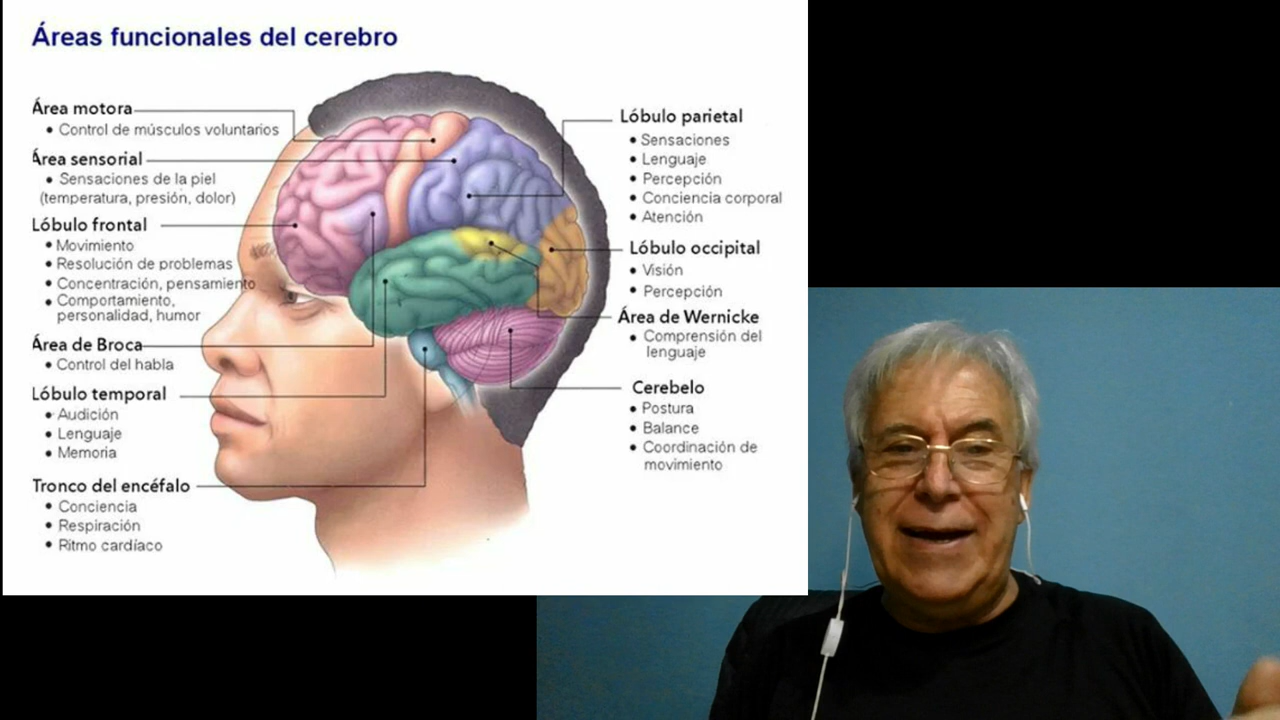 Áreas funcionales del cerebro
Área motora
• Control de músculos voluntarios
Área sensorial
• Sensaciones de la piel
(temperatura, presión, dolor)
Lóbulo frontal
• Movimiento
• Resolución de problemas
• Concentración, pensamiento
• Comportamiento,
personalidad, humor
Área de Broca
• Control del habla
Lóbulo temporal
• Audición
• Lenguaje
• Memoria
Tronco del encéfalo
• Conciencia
• Respiración
• Ritmo cardíaco
Lóbulo parietal
• Sensaciones
• Lenguaje
• Percepción
• Conciencia corporal
• Atención
Lóbulo occipital
• Visión
• Percepción
Área de Wernicke
• Comprensión del
lenguaje
Cerebelo
• Postura
• Balance
• Coordinación de
movimiento